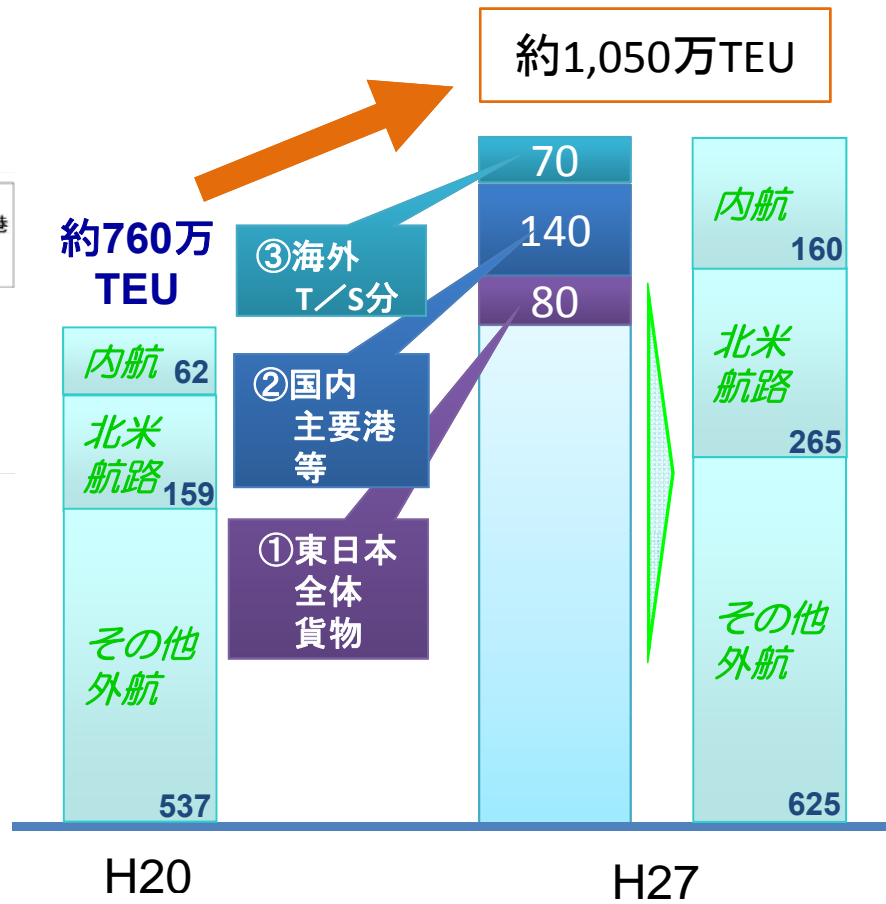 約1,050万TEU
港
約760万
TEU
内航 62
北米
航路 159
その他
外航
537
③海外
T／S分
②国内
主要港
等
①東日本
全体
貨物
70
140
80
内航
160
北米
航路
265
その他
外航
625
H20
H27